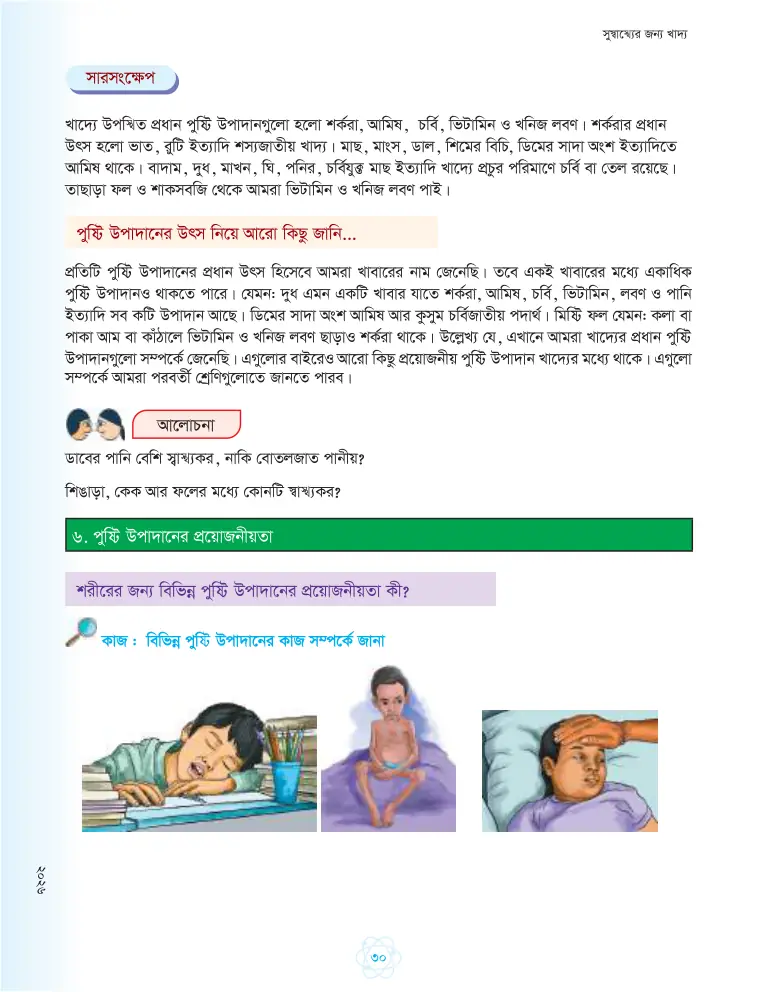 সুস্বাস্থ্যের জন্য খাদ্য
সারসংক্ষেপ
খাদ্যে উপস্থিত প্রধান পুষ্টি উপাদানগুলো হলো শর্করা, আমিষ, চর্বি, ভিটামিন ও খনিজ লবণ। শর্করার প্রধান
উৎস হলো ভাত, রুটি ইত্যাদি শস্যজাতীয় খাদ্য। মাছ, মাংস, ডাল, শিমের বিচি, ডিমের সাদা অংশ ইত্যাদিতে
আমিষ থাকে। বাদাম, দুধ, মাখন, ঘি, পনির, চর্বিযুক্ত মাছ ইত্যাদি খাদ্যে প্রচুর পরিমাণে চর্বি বা তেল রয়েছে।
তাছাড়া ফল ও শাকসবজি থেকে আমরা ভিটামিন ও খনিজ লবণ পাই।
পুষ্টি উপাদানের উৎস নিয়ে আরো কিছু জানি...
প্রতিটি পুষ্টি উপাদানের প্রধান উৎস হিসেবে আমরা খাবারের নাম জেনেছি। তবে একই খাবারের মধ্যে একাধিক
পুষ্টি উপাদানও থাকতে পারে। যেমন: দুধ এমন একটি খাবার যাতে শর্করা, আমিষ, চর্বি, ভিটামিন, লবণ ও পানি
ইত্যাদি সব কটি উপাদান আছে। ডিমের সাদা অংশ আমিষ আর কুসুম চর্বিজাতীয় পদার্থ। মিষ্টি ফল যেমন: কলা বা
পাকা আম বা কাঁঠালে ভিটামিন ও খনিজ লবণ ছাড়াও শর্করা থাকে। উল্লেখ্য যে, এখানে আমরা খাদ্যের প্রধান পুষ্টি
উপাদানগুলো সম্পর্কে জেনেছি। এগুলোর বাইরেও আরো কিছু প্রয়োজনীয় পুষ্টি উপাদান খাদ্যের মধ্যে থাকে। এগুলো
সম্পর্কে আমরা পরবর্তী শ্রেণিগুলোতে জানতে পারব।
আলোচনা
ডাবের পানি বেশি স্বাস্থ্যকর, নাকি বোতলজাত পানীয়?
শিঙাড়া, কেক আর ফলের মধ্যে কোনটি স্বাস্থ্যকর?
৬. পুষ্টি উপাদানের প্রয়োজনীয়তা
শরীরের জন্য বিভিন্ন পুষ্টি উপাদানের প্রয়োজনীয়তা কী?
কাজ : বিভিন্ন পুষ্টি উপাদানের কাজ সম্পর্কে জানা
২০২৫
৩০